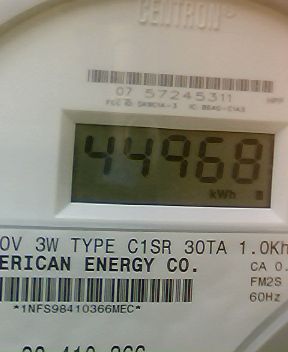 CENTRON
07 57245311
44968
kWh
0V 3W TYPE C1SR 30TA 1.0Kh
ERICAN ENERGY CO.
CA 0.
FM2S
*1NFS98410366MEC*
60Hz